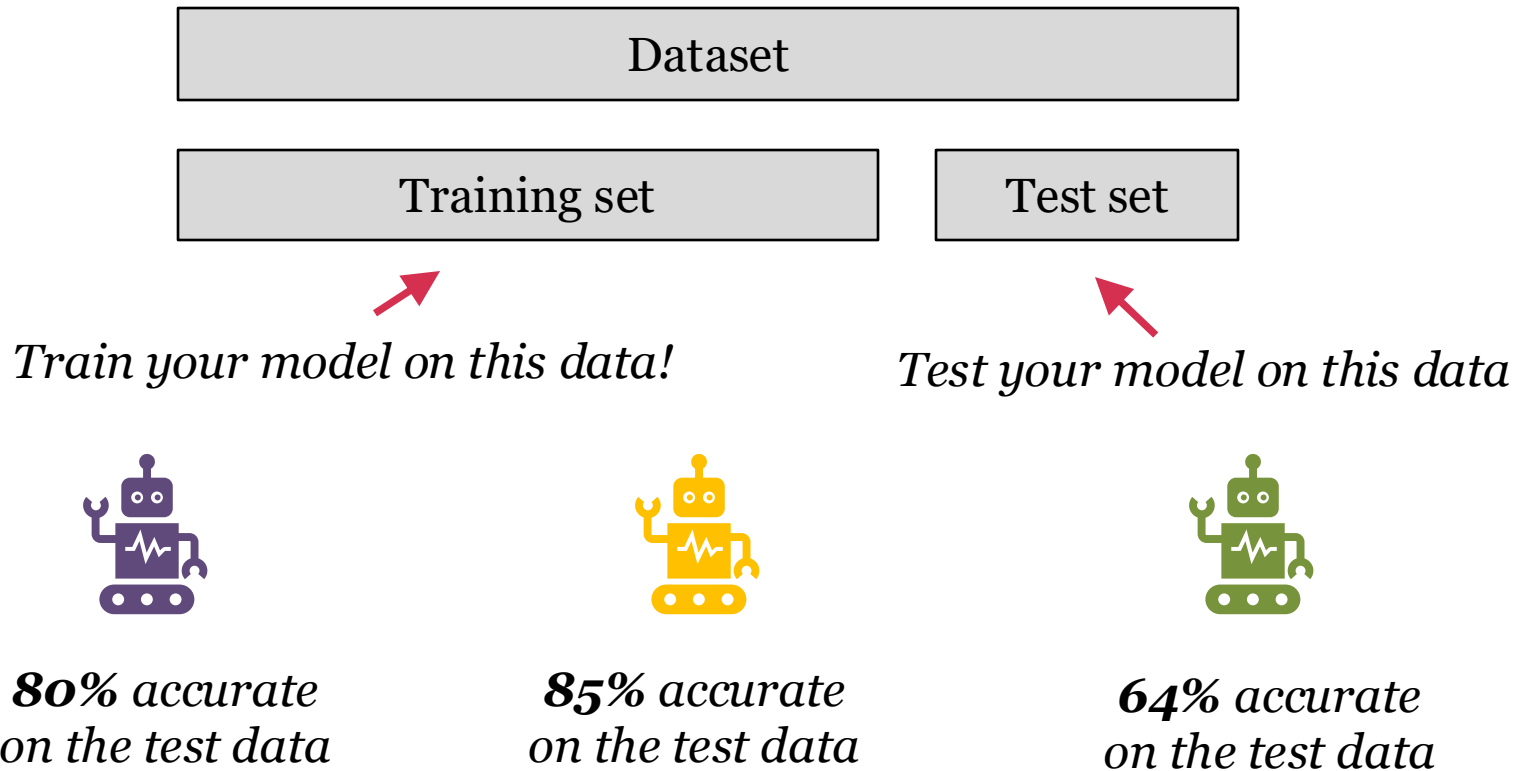 Dataset
Training set
Test set
Train your model on this data!
Test your model on this data
80% accurate
on the test data
85% accurate
on the test data
64% accurate
on the test data